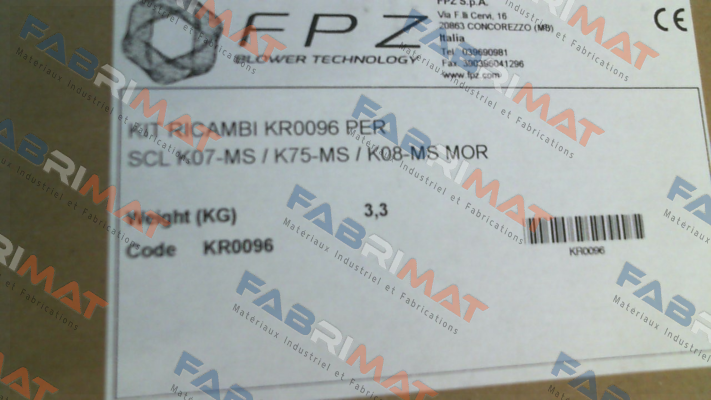 FPZ
BLOWER TECHNOLOGY
FPZ S.p.A.
Via F.lli Cervi, 16
20863 CONCOREZZO (MB)
Italia
Tel. 039690981
Fax. 390396041296
www.fpz.com
CE
KIT RICAMBI KR0096 PER
SCL K07-MS / K75-MS / K08-MS MOR
Weight (KG) 3,3
Code KR0096
KR0096
FABRIMAT
Materiaux Industriel et Fabrications